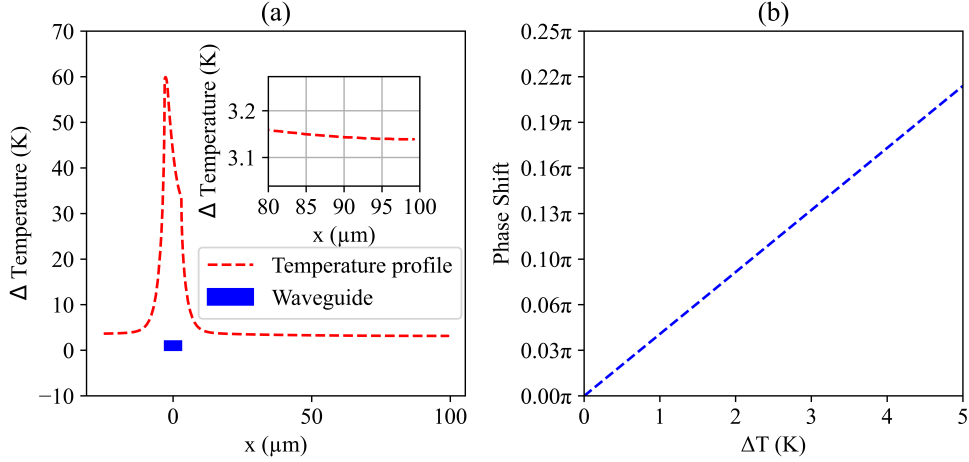 (a)
Δ Temperature (K)
70
60
50
40
30
20
10
0
−10
0
50
100
x (µm)
Δ Temperature (K)
3.2
3.1
80
85
90
95
100
x (µm)
Temperature profile
Waveguide
(b)
Phase Shift
0.25π
0.22π
0.19π
0.16π
0.13π
0.10π
0.06π
0.03π
0.00π
0
1
2
3
4
5
ΔT (K)